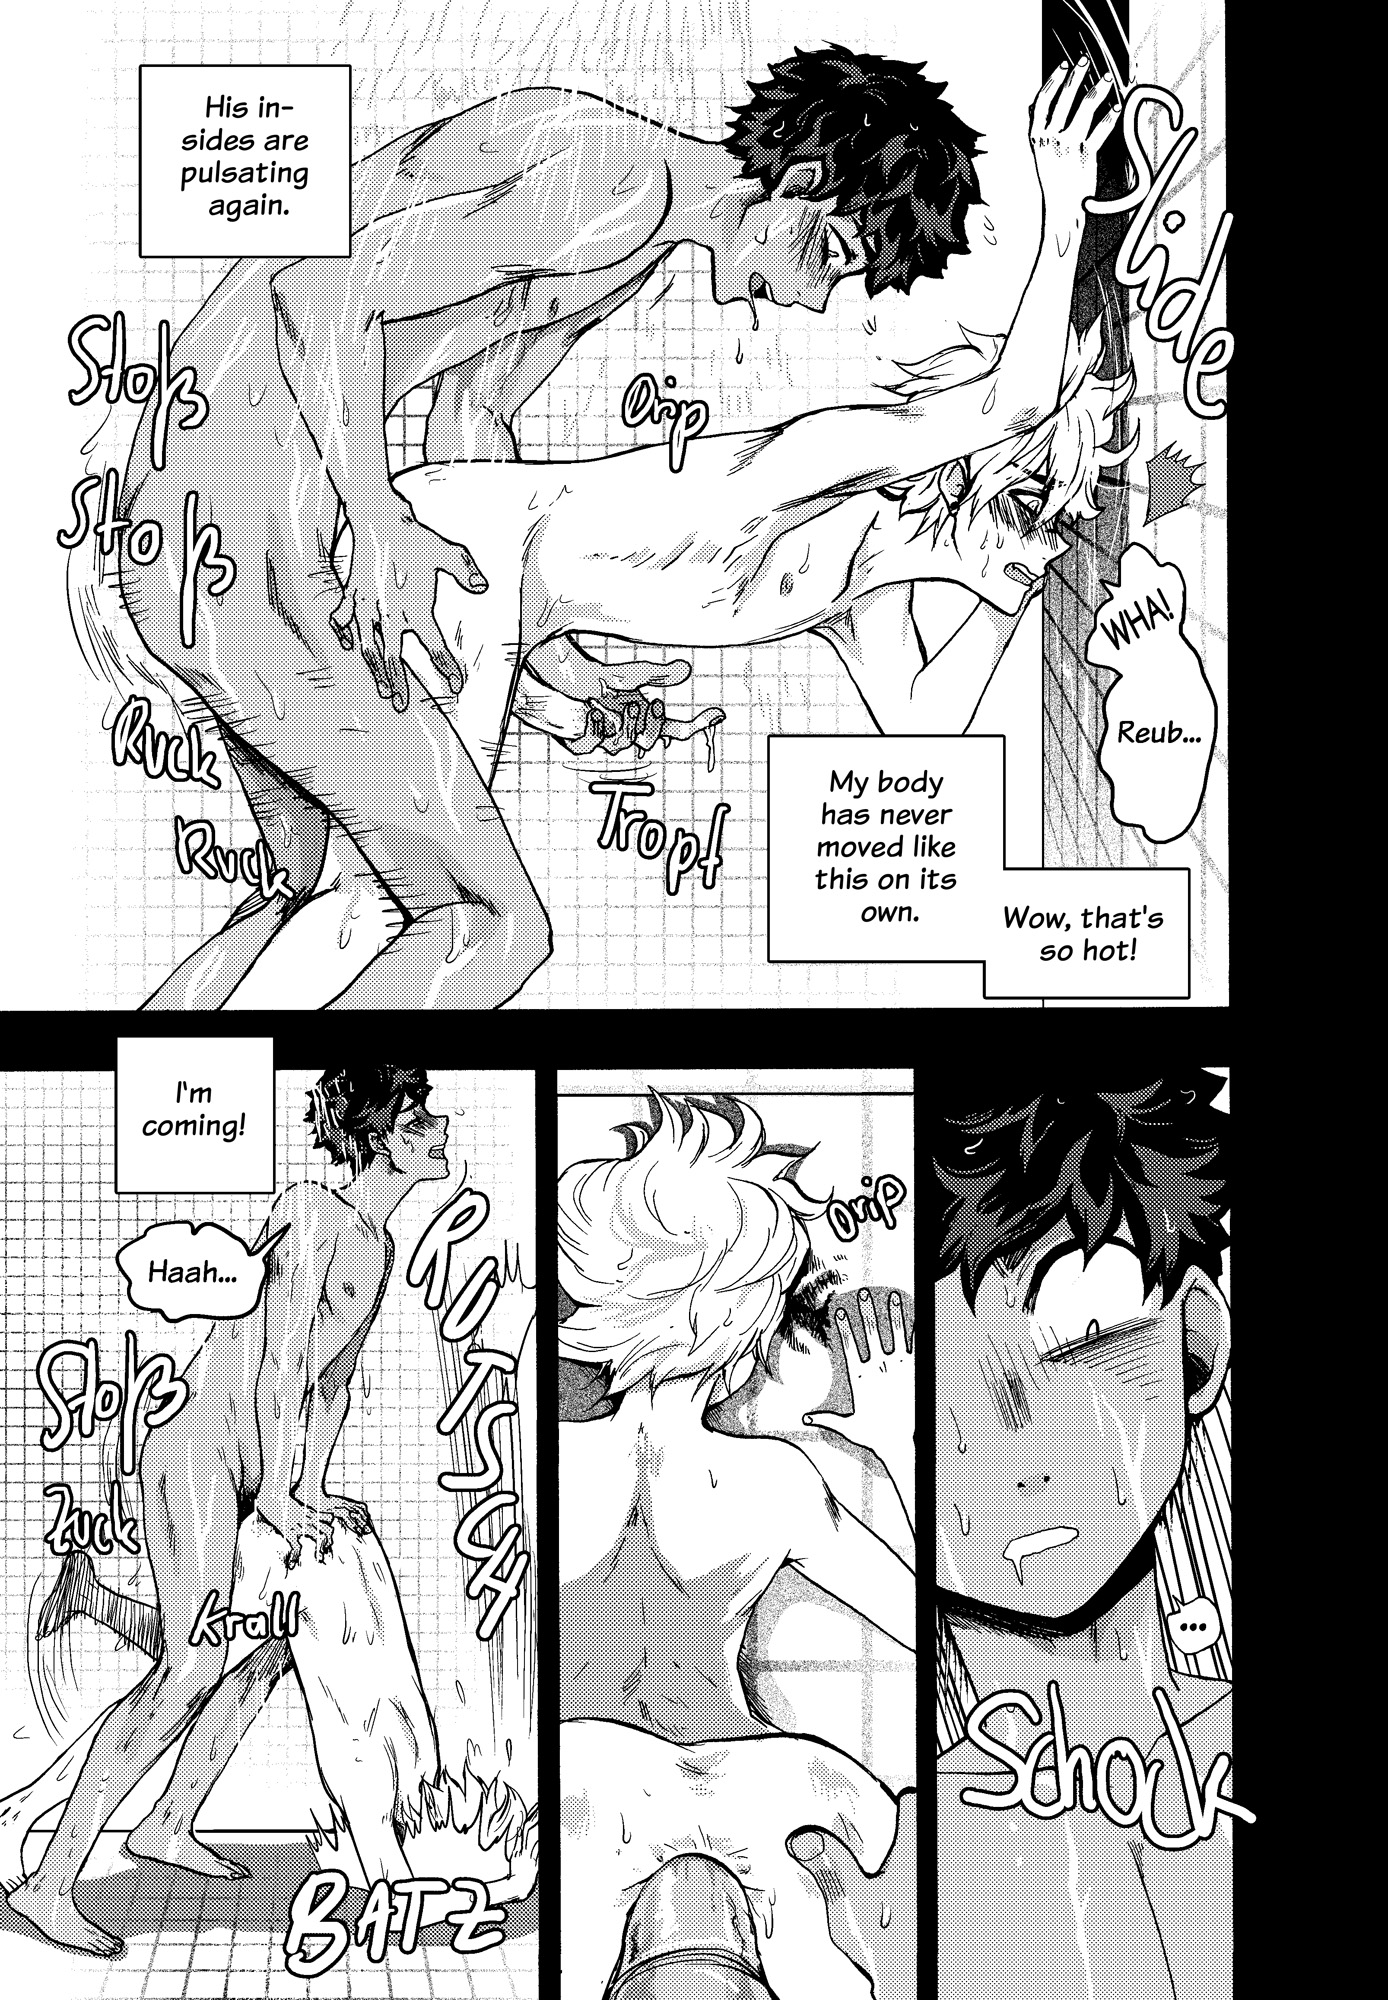 His in-
sides are
pulsating
again.
Slide
Stoß
Drip
Stoß
WHA!
Reub...
Ruck
Ruck
Tropf
My body
has never
moved like
this on its
own.
Wow, that's
so hot!
I'm
coming!
Haah...
Stoß
Zuck
Krall
RUTSCH
BATZ
Drip
...
Schock